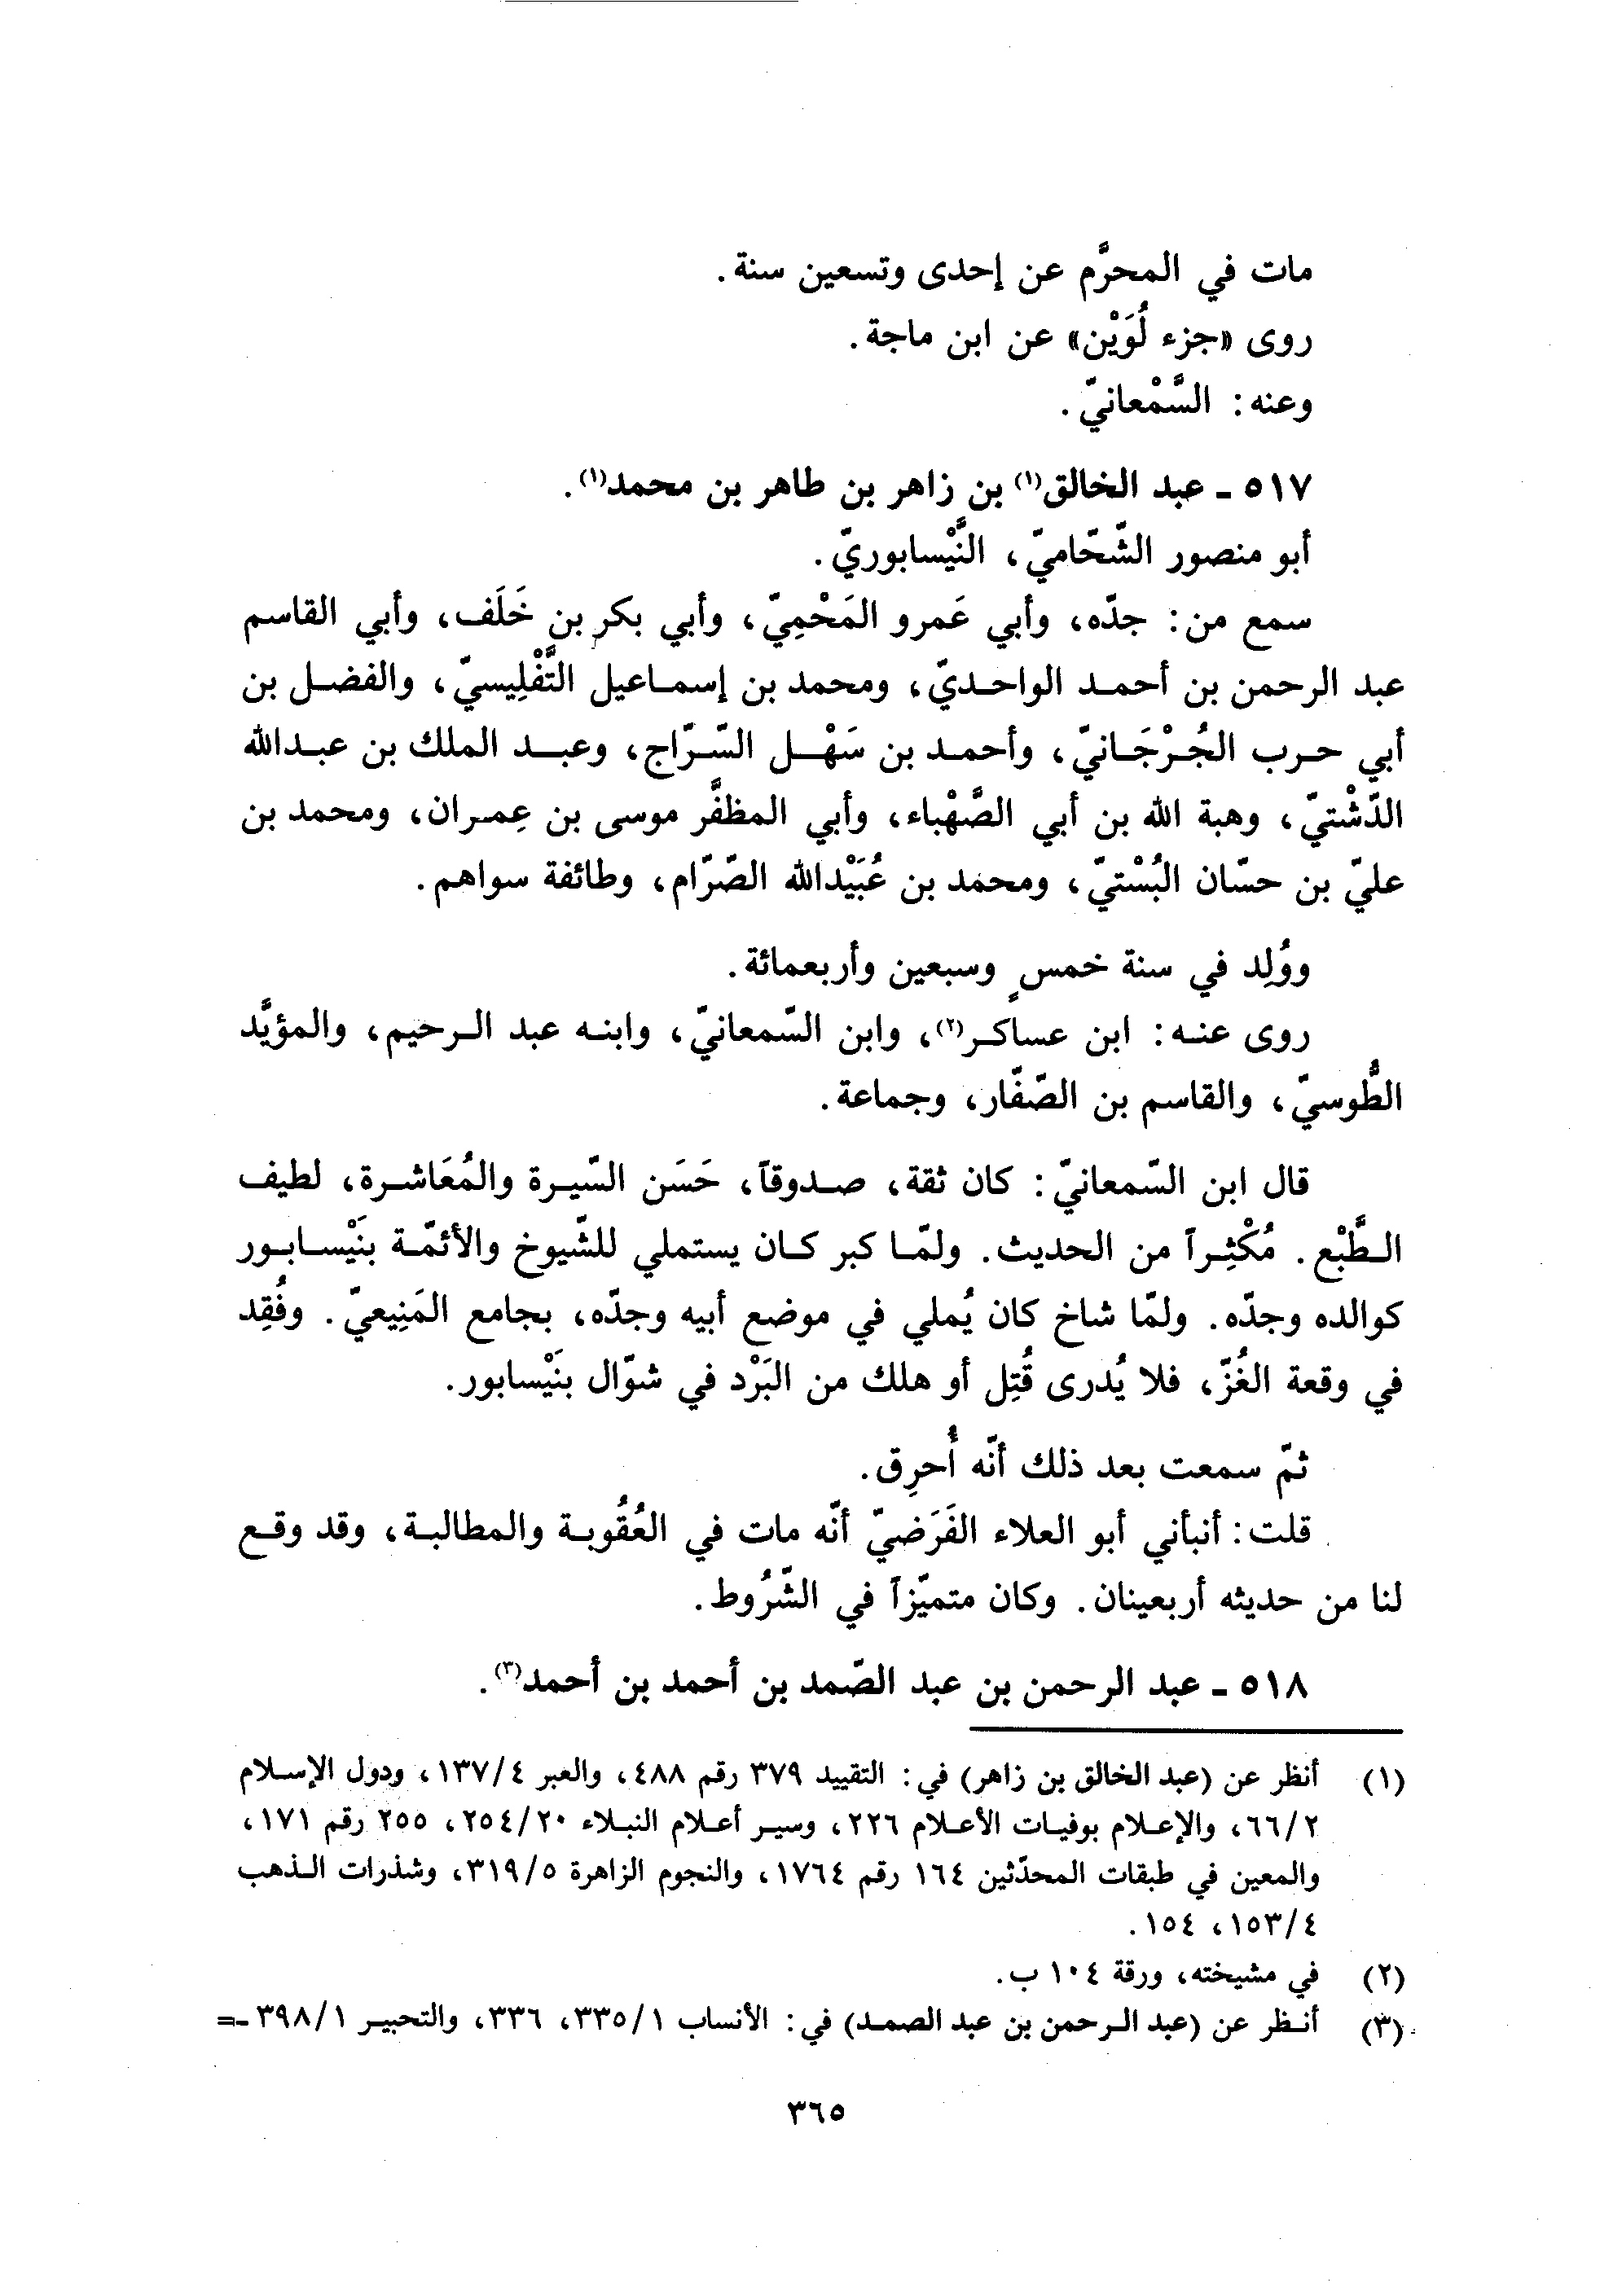 مات في المحرَّم عن إحدى وتسعين سنة.
روى «جزء لُوَيْن» عن ابن ماجة.
وعنه: السَّمْعانيّ.
٥١٧ ـ عبد الخالق(١) بن زاهر بن طاهر بن محمد(١).
أبو منصور الشّحّاميّ، النَّيْسابوريّ.
سمع من: جدّه، وأبي عَمرو المَحْمِيّ، وأبي بكر بن خَلَف، وأبي القاسم
عبد الرحمن بن أحمد الواحديّ، ومحمد بن إسماعيل التَّفْلِيسيّ، والفضل بن
أبي حرب الجُرْجَانيّ، وأحمد بن سَهْل السّرّاج، وعبد الملك بن عبدالله
الدّشْتيّ، وهبة الله بن أبي الصَّهْباء، وأبي المظفَّر موسى بن عِمران، ومحمد بن
عليّ بن حسّان البُسْتيّ، ومحمد بن عُبَيْدالله الصّرّام، وطائفة سواهم.
ووُلِد في سنة خمسٍ وسبعين وأربعمائة.
روى عنه: ابن عساكر(٢)، وابن السّمعانيّ، وابنه عبد الرحيم، والمؤيَّد
الطُّوسيّ، والقاسم بن الصّفّار، وجماعة.
قال ابن السّمعانيّ: كان ثقة، صدوقاً، حَسَن السّيرة والمُعَاشرة، لطيف
الطَّبْع. مُكْثِراً من الحديث. ولمّا كبر كان يستملي للشّيوخ والأئمّة بنَيْسابور
كوالده وجدّه. ولمّا شاخ كان يُملي في موضع أبيه وجدّه، بجامع المَنِيعيّ. وفُقِد
في وقعة الغُزّ، فلا يُدرى قُتِل أو هلك من البَرْد في شوّال بنَيْسابور.
ثمّ سمعت بعد ذلك أنّه أُحرِق.
قلت: أنبأني أبو العلاء الفَرَضيّ أنّه مات في العُقُوبة والمطالبة، وقد وقع
لنا من حديثه أربعينان. وكان متميّزاً في الشّرُوط.
٥١٨ ـ عبد الرحمن بن عبد الصّمد بن أحمد بن أحمد(٣).
(١) أنظر عن (عبد الخالق بن زاهر) في: التقييد ٣٧٩ رقم ٤٨٨، والعبر ١٣٧/٤، ودول الإسلام
٦٦/٢، والإعلام بوفيات الأعلام ٢٢٦، وسير أعلام النبلاء ٢٥٤/٢٠، ٢٥٥ رقم ١٧١،
والمعين في طبقات المحدّثين ١٦٤ رقم ١٧٦٤، والنجوم الزاهرة ٣١٩/٥، وشذرات الذهب
١٥٣/٤، ١٥٤.
(٢) في مشيخته، ورقة ١٠٤ ب.
(٣) أنظر عن (عبد الرحمن بن عبد الصمد) في: الأنساب ٣٣٥/١، ٣٣٦، والتحبير ٣٩٨/١ ـ=
٣٦٥